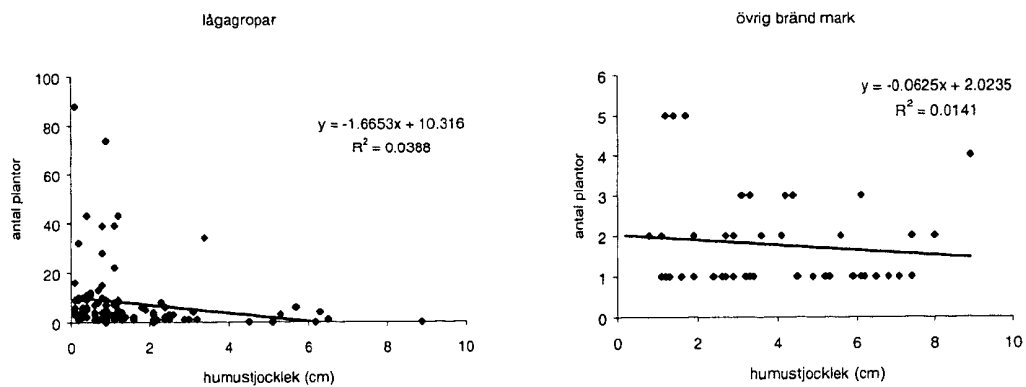 lågagropar
y = -1.6653x + 10.316
R² = 0.0388
antal plantor
100
80
60
40
20
0
0 2 4 6 8 10
humustjocklek (cm)
övrig bränd mark
y = -0.0625x + 2.0235
R² = 0.0141
antal plantor
6
5
4
3
2
1
0
0 2 4 6 8 10
humustjocklek (cm)